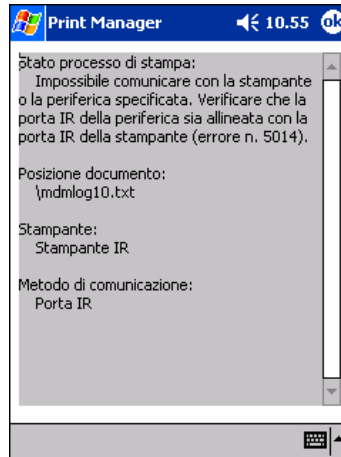 Print Manager 10.55 ok
Stato processo di stampa:
Impossibile comunicare con la stampante
o la periferica specificata. Verificare che la
porta IR della periferica sia allineata con la
porta IR della stampante (errore n. 5014).
Posizione documento:
\mdmlog10.txt
Stampante:
Stampante IR
Metodo di comunicazione:
Porta IR